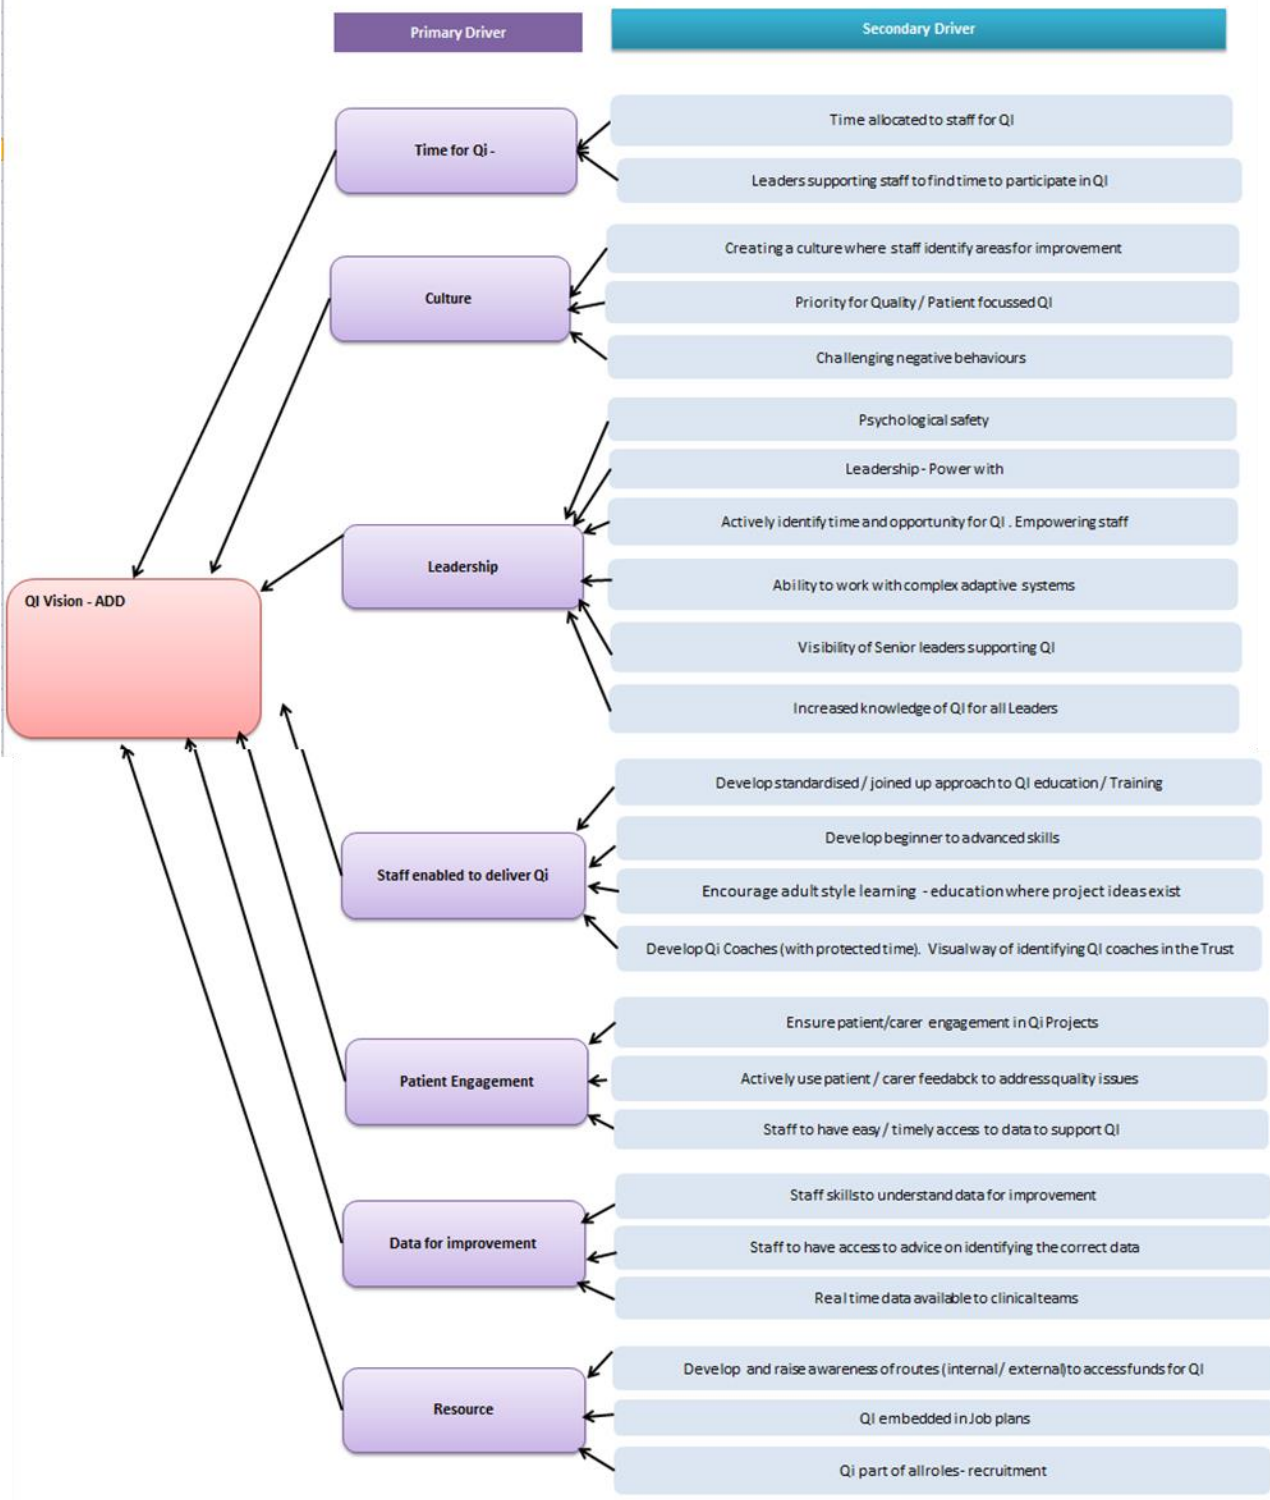 Primary Driver
Secondary Driver
Time for Qi -
Time allocated to staff for QI
Leaders supporting staff to find time to participate in QI
Culture
Creating a culture where staff identify areas for improvement
Priority for Quality / Patient focussed QI
Challenging negative behaviours
Leadership
Psychological safety
Leadership - Power with
Actively identify time and opportunity for QI . Empowering staff
Ability to work with complex adaptive systems
Visibility of Senior leaders supporting QI
Increased knowledge of QI for all Leaders
QI Vision - ADD
Staff enabled to deliver Qi
Develop standardised / joined up approach to QI education / Training
Develop beginner to advanced skills
Encourage adult style learning - education where project ideas exist
Develop Qi Coaches (with protected time). Visual way of identifying QI coaches in the Trust
Patient Engagement
Ensure patient/carer engagement in Qi Projects
Actively use patient / carer feedabck to address quality issues
Staff to have easy / timely access to data to support QI
Data for improvement
Staff skills to understand data for improvement
Staff to have access to advice on identifying the correct data
Real time data available to clinical teams
Resource
Develop and raise awareness of routes (internal / external) to access funds for QI
QI embedded in Job plans
Qi part of all roles - recruitment